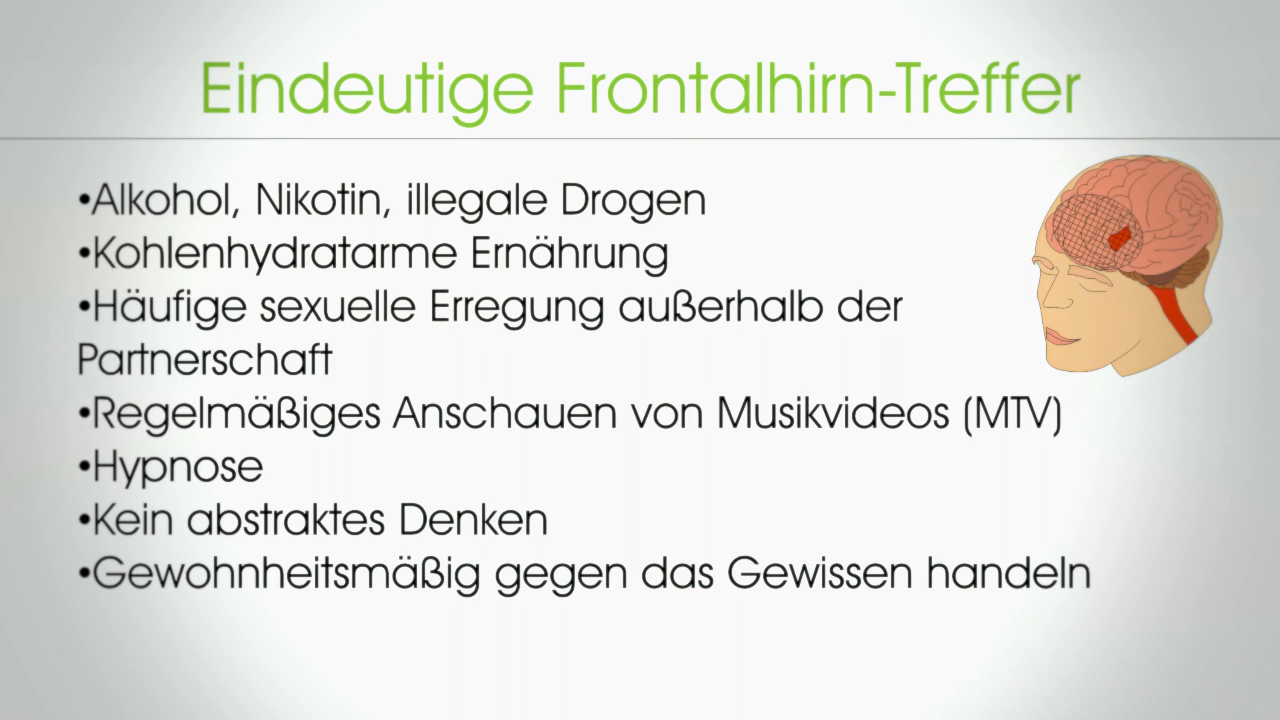 Eindeutige Frontalhirn-Treffer
•Alkohol, Nikotin, illegale Drogen
•Kohlenhydratarme Ernährung
•Häufige sexuelle Erregung außerhalb der
Partnerschaft
•Regelmäßiges Anschauen von Musikvideos (MTV)
•Hypnose
•Kein abstraktes Denken
•Gewohnheitsmäßig gegen das Gewissen handeln